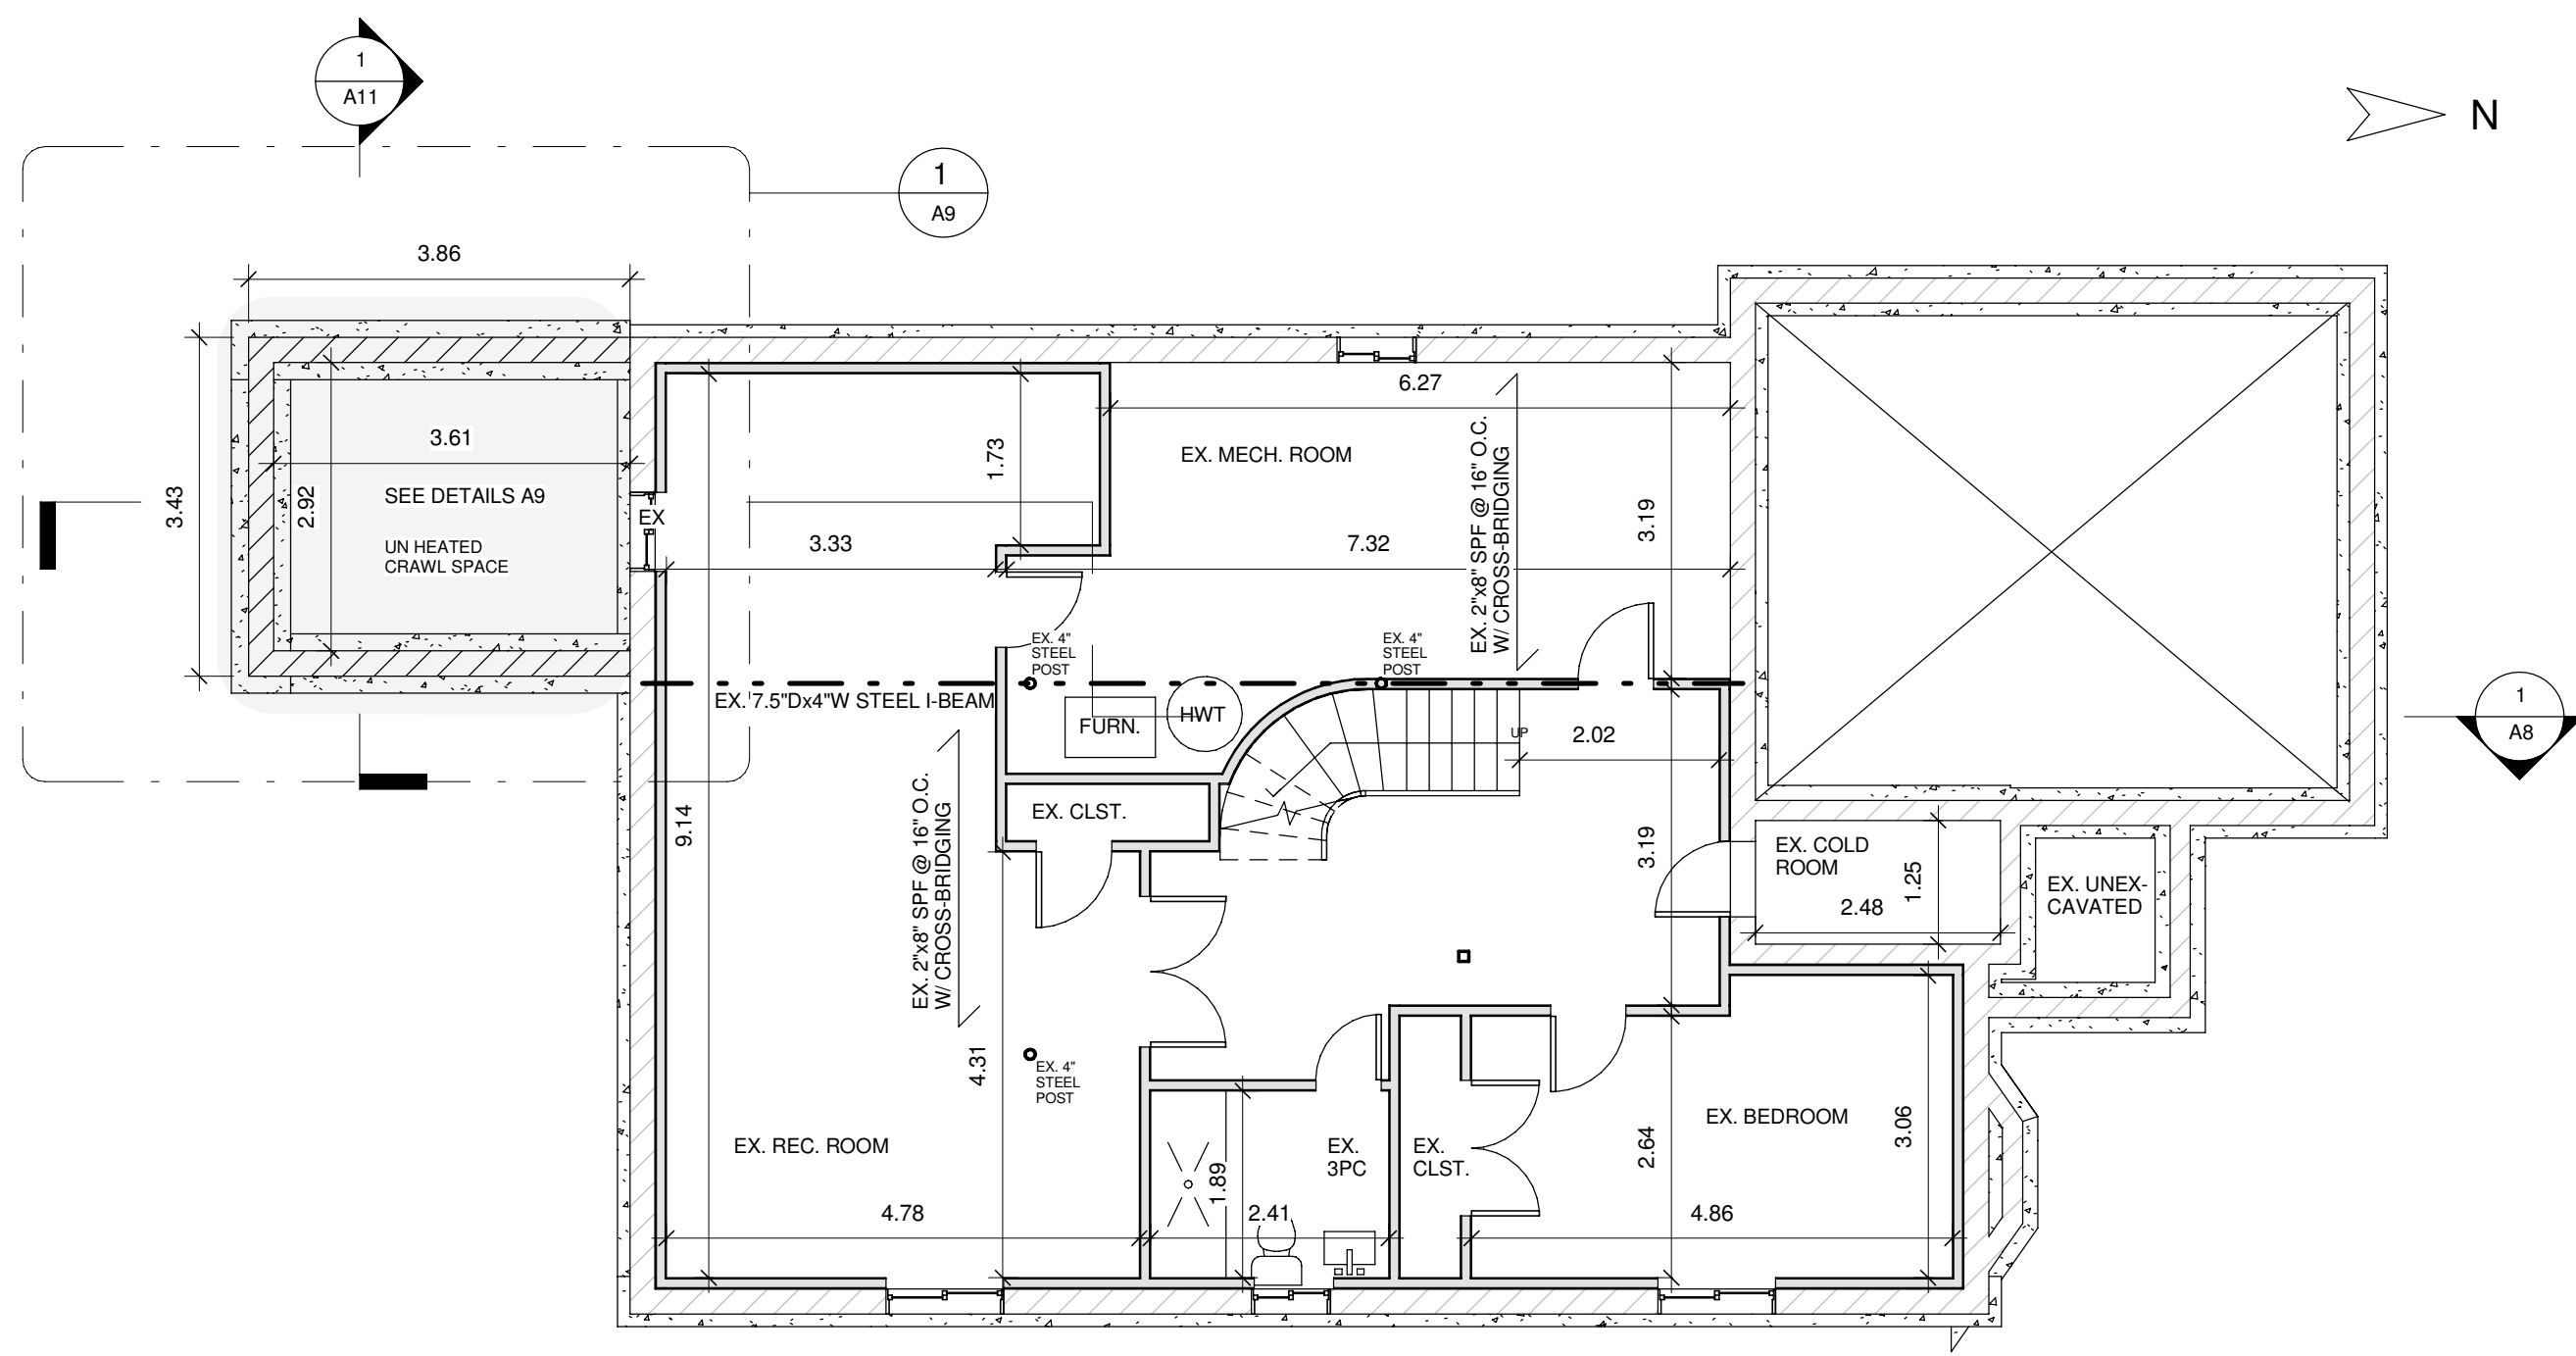 1
A11
N
1
A9
3.86
6.27
3.61
1.73
EX. MECH. ROOM
EX. 2"x8" SPF @ 16" O.C.
W/ CROSS-BRIDGING
3.43
2.92
SEE DETAILS A9
EX
3.19
UN HEATED
CRAWL SPACE
3.33
7.32
EX. 4"
STEEL
POST
EX. 4"
STEEL
POST
EX. 7.5"Dx4"W STEEL I-BEAM
FURN.
HWT
UP
2.02
1
A8
9.14
EX. 2"x8" SPF @ 16" O.C.
W/ CROSS-BRIDGING
EX. CLST.
3.19
EX. COLD
ROOM
1.25
2.48
EX. UNEX-
CAVATED
4.31
EX. 4"
STEEL
POST
EX. REC. ROOM
1.89
EX.
3PC
EX.
CLST.
2.64
EX. BEDROOM
3.06
4.78
2.41
4.86